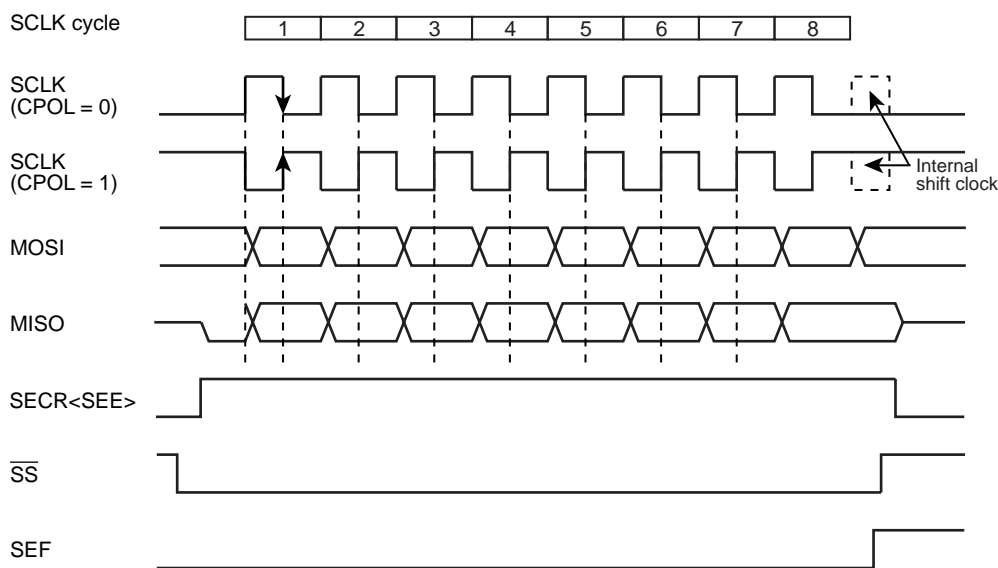 SCLK cycle
1 2 3 4 5 6 7 8
SCLK
(CPOL = 0)
SCLK
(CPOL = 1)
Internal
shift clock
MOSI
MISO
SECR<SEE>
SS
SEF